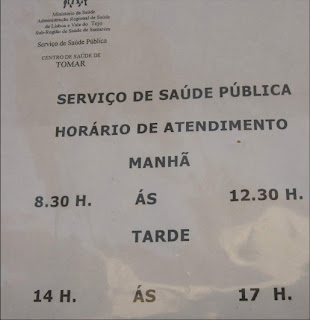 Ministério da Saúde
Administração Regional de Saúde
de Lisboa e Vale do Tejo
Sub-Região de Saúde de Santarém
Serviço de Saúde Pública
CENTRO DE SAÚDE DE
TOMAR
SERVIÇO DE SAÚDE PÚBLICA
HORÁRIO DE ATENDIMENTO
MANHÃ
8.30 H. ÁS 12.30 H.
TARDE
14 H. ÁS 17 H.